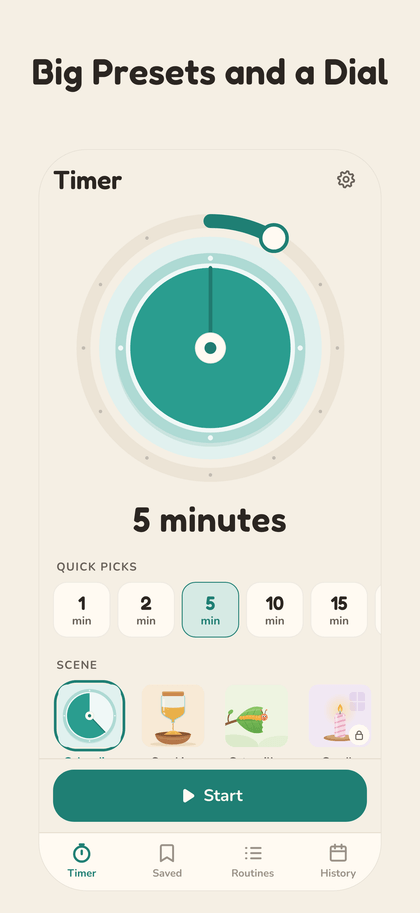 Big Presets and a Dial
Timer
5 minutes
QUICK PICKS
1 2 5 10 15
min min min min min
SCENE
Start
Timer Saved Routines History